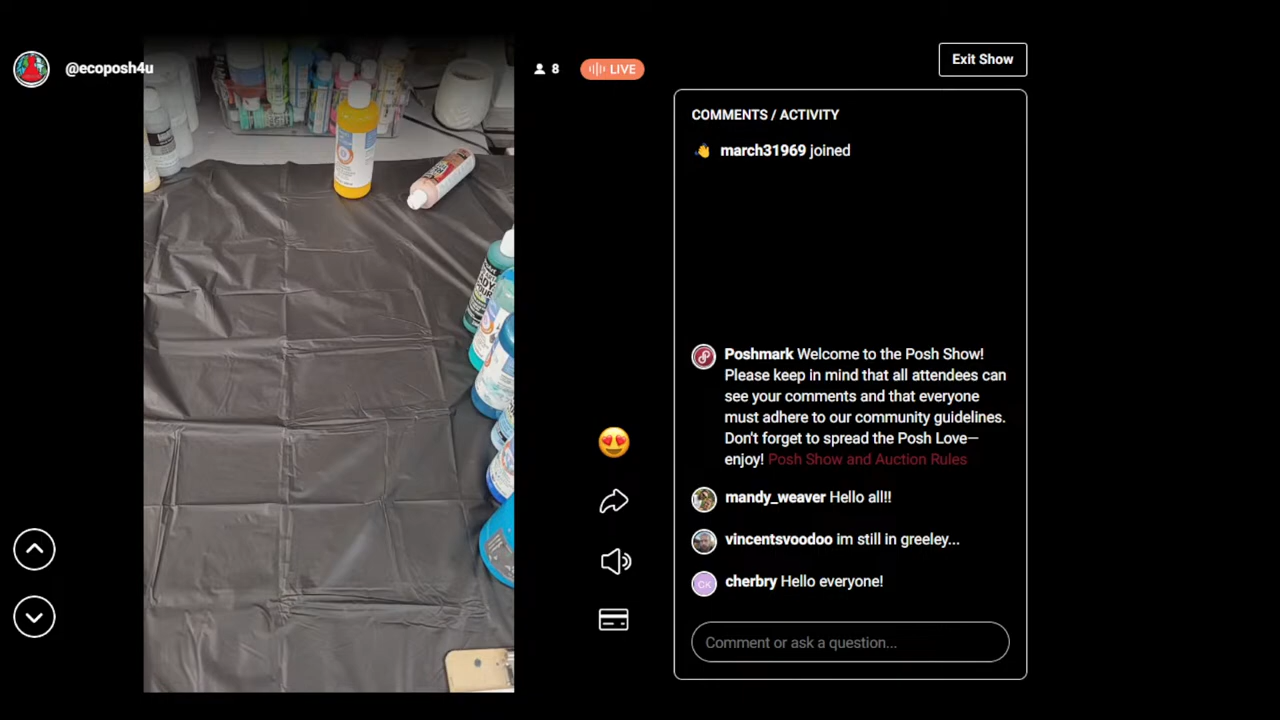 @ecoposh4u
8
LIVE
Exit Show
COMMENTS / ACTIVITY
march31969 joined
Poshmark Welcome to the Posh Show!
Please keep in mind that all attendees can
see your comments and that everyone
must adhere to our community guidelines.
Don't forget to spread the Posh Love—
enjoy! Posh Show and Auction Rules
mandy_weaver Hello all!!
vincentsvoodoo im still in greeley...
CK
cherbry Hello everyone!
Comment or ask a question...